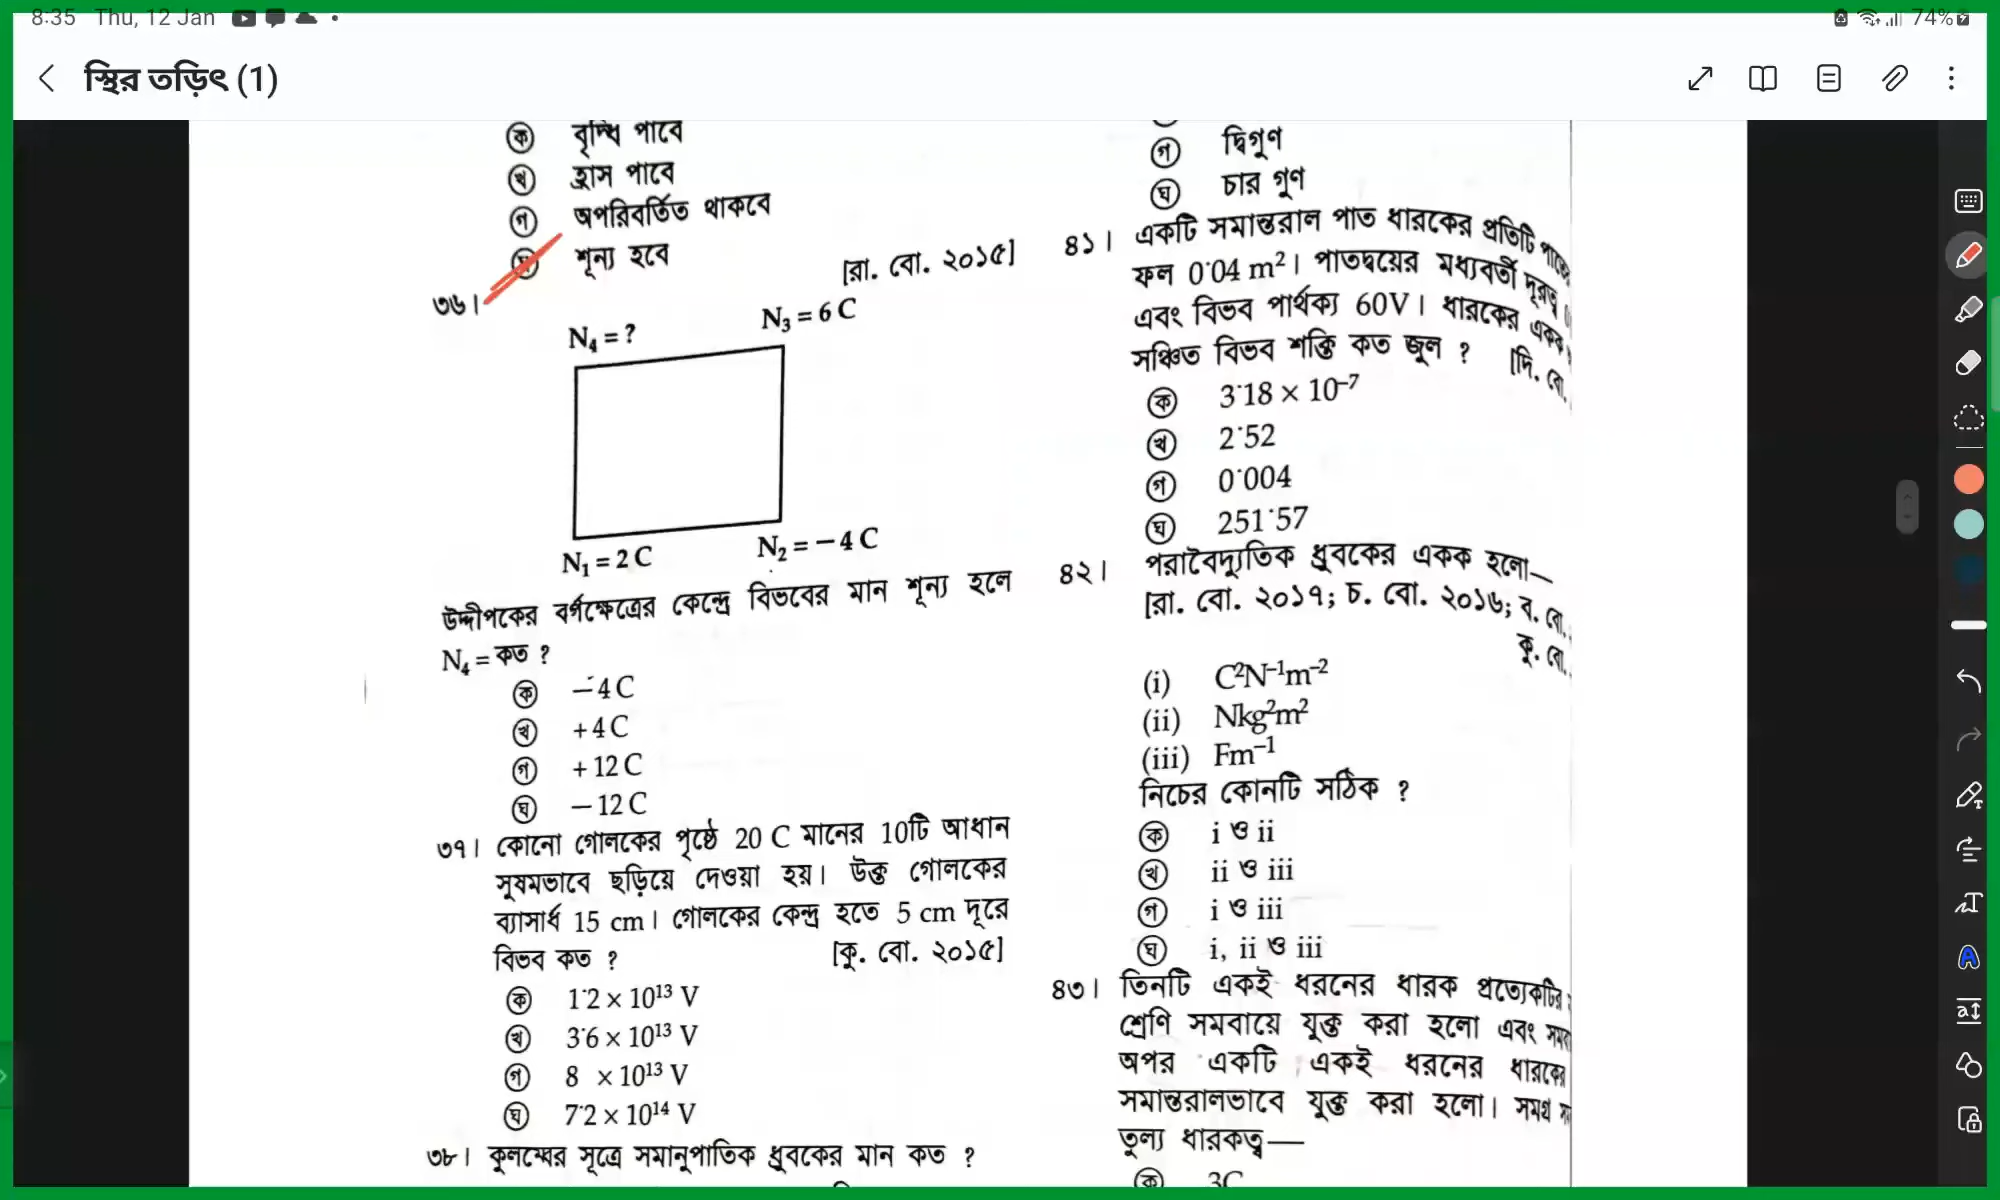 8:35 Thu, 12 Jan
74%
স্থির তড়িৎ (1)
ক বৃদ্ধি পাবে
খ হ্রাস পাবে
গ অপরিবর্তিত থাকবে
ঘ শূন্য হবে
[রা. বো. ২০১৫]
৩৬।
N₄ = ?
N₃ = 6 C
N₁ = 2 C
N₂ = − 4 C
উদ্দীপকের বর্গক্ষেত্রের কেন্দ্রে বিভবের মান শূন্য হলে
N₄ = কত ?
ক − 4 C
খ + 4 C
গ + 12 C
ঘ − 12 C
৩৭। কোনো গোলকের পৃষ্ঠে 20 C মানের 10টি আধান
সুষমভাবে ছড়িয়ে দেওয়া হয়। উক্ত গোলকের
ব্যাসার্ধ 15 cm। গোলকের কেন্দ্র হতে 5 cm দূরে
বিভব কত ? [কু. বো. ২০১৫]
ক 1·2 × 10¹³ V
খ 3·6 × 10¹³ V
গ 8 × 10¹³ V
ঘ 7·2 × 10¹⁴ V
৩৮। কুলম্বের সূত্রে সমানুপাতিক ধ্রুবকের মান কত ?
গ দ্বিগুণ
ঘ চার গুণ
৪১। একটি সমান্তরাল পাত ধারকের প্রতিটি পাতের
ফল 0·04 m²। পাতদ্বয়ের মধ্যবর্তী দূরত্ব
এবং বিভব পার্থক্য 60V। ধারকের একক
সঞ্চিত বিভব শক্তি কত জুল ? [দি. বো.
ক 3·18 × 10⁻⁷
খ 2·52
গ 0·004
ঘ 251·57
৪২। পরাবৈদ্যুতিক ধ্রুবকের একক হলো—
[রা. বো. ২০১৭; চ. বো. ২০১৬; ব. বো.
কু. বো.
(i) C²N⁻¹m⁻²
(ii) Nkg²m²
(iii) Fm⁻¹
নিচের কোনটি সঠিক ?
ক i ও ii
খ ii ও iii
গ i ও iii
ঘ i, ii ও iii
৪৩। তিনটি একই ধরনের ধারক প্রত্যেকটির
শ্রেণি সমবায়ে যুক্ত করা হলো এবং
অপর একটি একই ধরনের ধারকের
সমান্তরালভাবে যুক্ত করা হলো। সমগ্র
তুল্য ধারকত্ব—
ক 3C